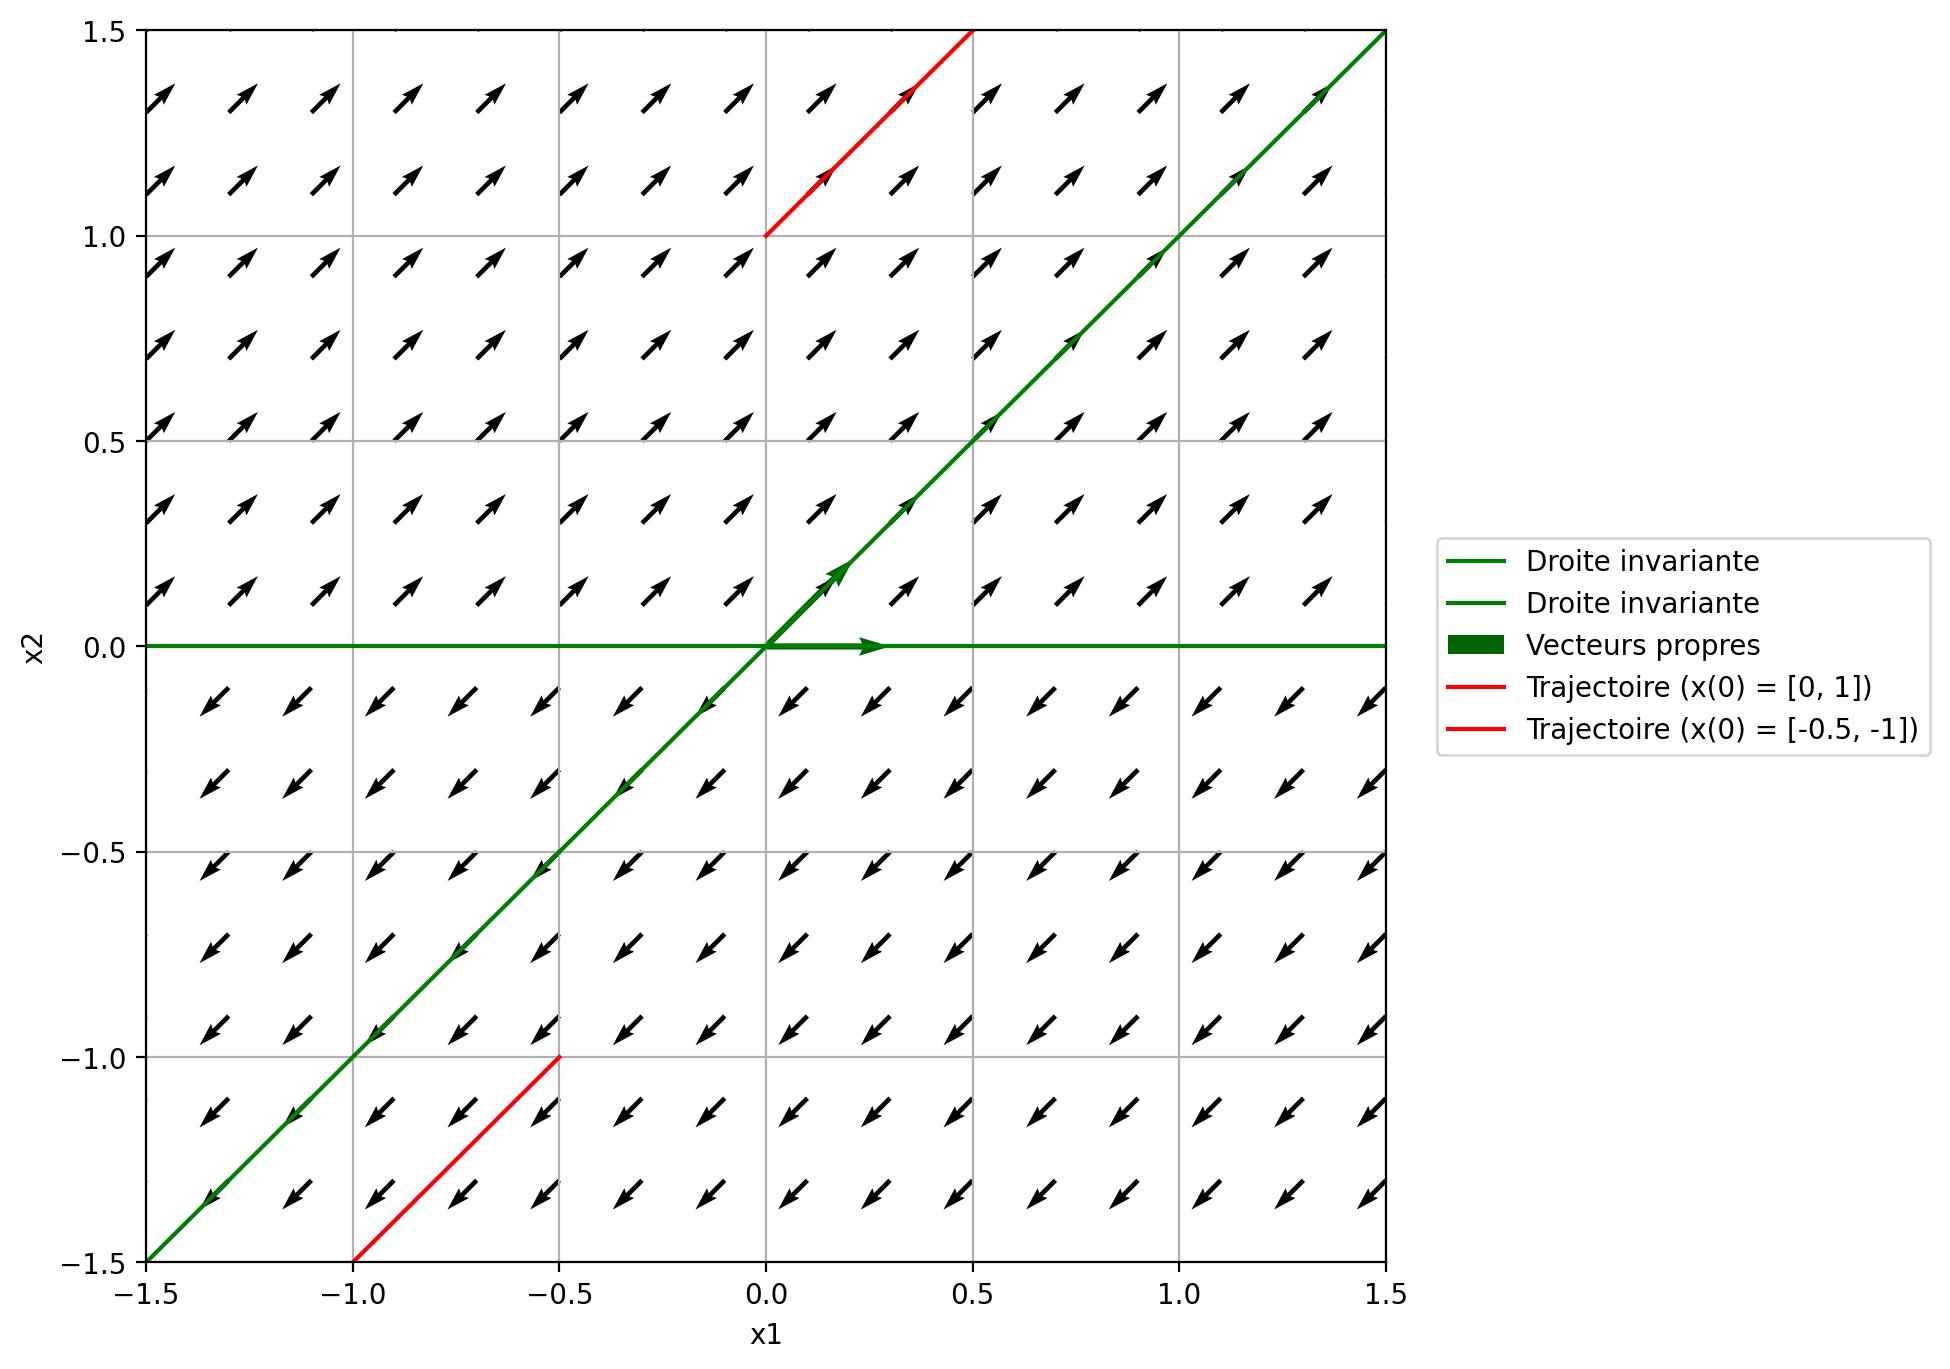 1.5
1.0
0.5
0.0
−0.5
−1.0
−1.5
x2
−1.5 −1.0 −0.5 0.0 0.5 1.0 1.5
x1
Droite invariante
Droite invariante
Vecteurs propres
Trajectoire (x(0) = [0, 1])
Trajectoire (x(0) = [-0.5, -1])